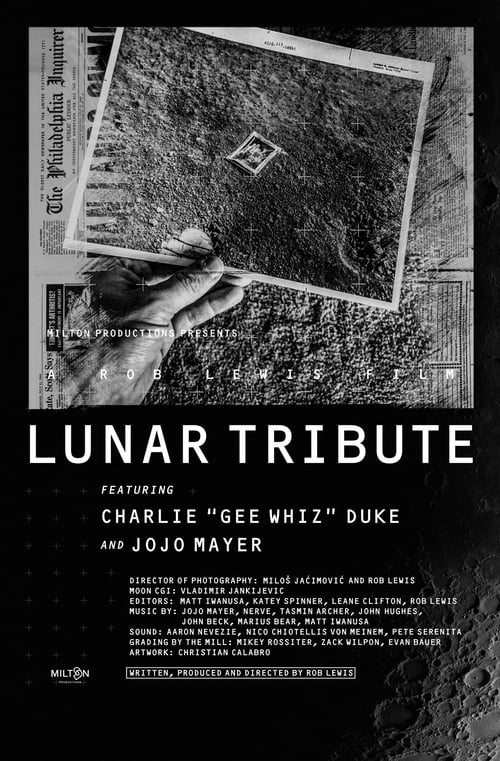 The Philadelphia Inquirer
MILTON PRODUCTIONS PRESENTS
A ROB LEWIS FILM
LUNAR TRIBUTE
FEATURING
CHARLIE "GEE WHIZ" DUKE
AND JOJO MAYER
DIRECTOR OF PHOTOGRAPHY: MILOŠ JAĆIMOVIĆ AND ROB LEWIS
MOON CGI: VLADIMIR JANKIJEVIC
EDITORS: MATT IWANUSA, KATEY SPINNER, LEANE CLIFTON, ROB LEWIS
MUSIC BY: JOJO MAYER, NERVE, TASMIN ARCHER, JOHN HUGHES,
JOHN BECK, MARIUS BEAR, MATT IWANUSA
SOUND: AARON NEVEZIE, NICO CHIOTELLIS VON MEINEM, PETE SERENITA
GRADING BY THE MILL: MIKEY ROSSITER, ZACK WILPON, EVAN BAUER
ARTWORK: CHRISTIAN CALABRO
MILTON
PRODUCTIONS
WRITTEN, PRODUCED AND DIRECTED BY ROB LEWIS